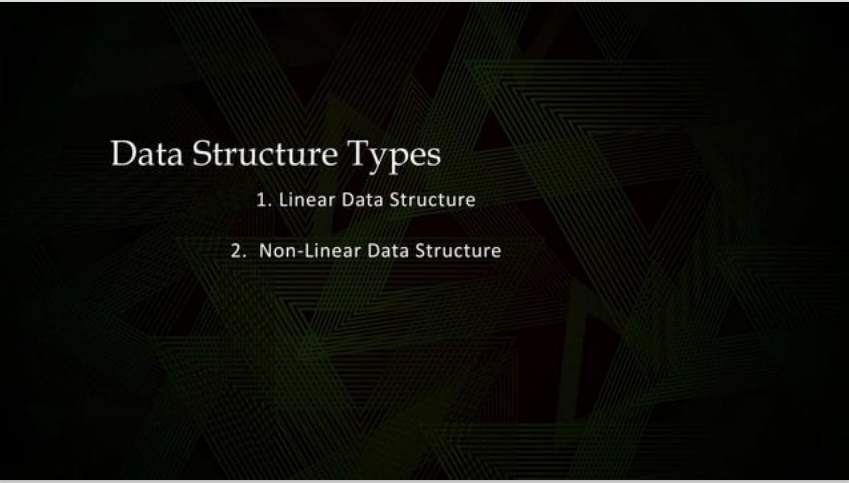 Data Structure Types
1. Linear Data Structure
2. Non-Linear Data Structure